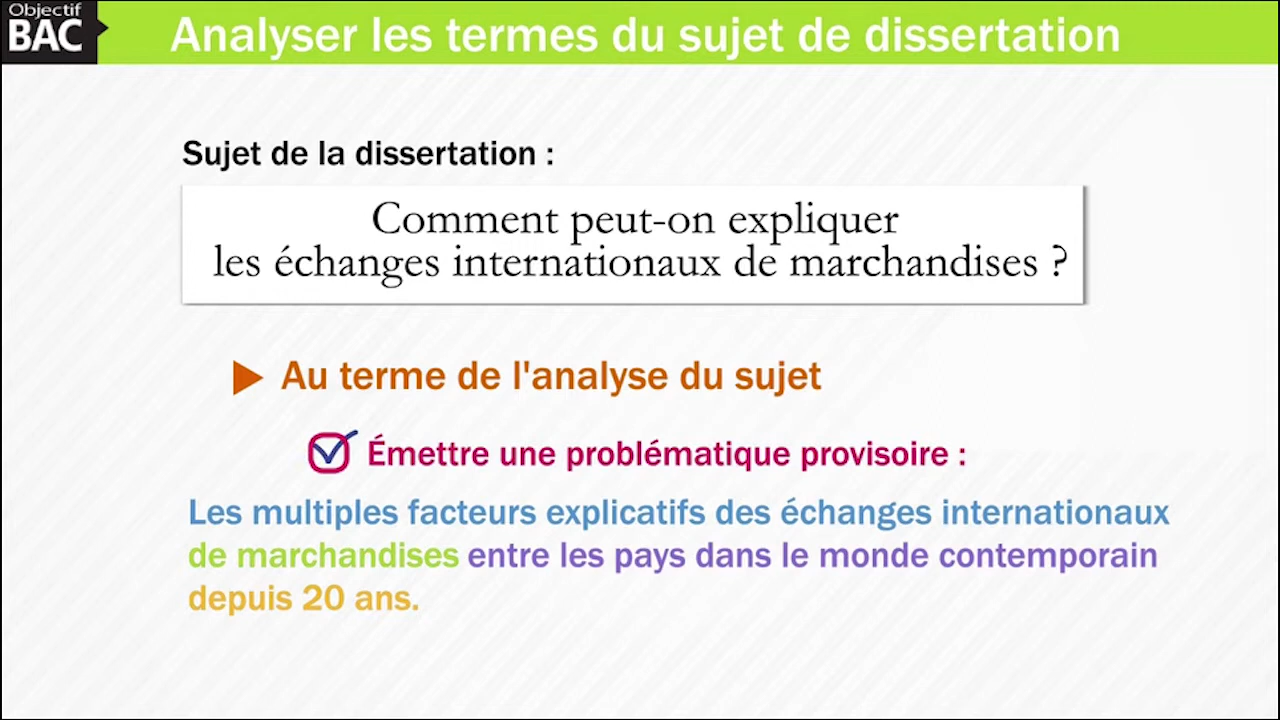 Objectif
BAC
Analyser les termes du sujet de dissertation
Sujet de la dissertation :
Comment peut-on expliquer
les échanges internationaux de marchandises ?
Au terme de l'analyse du sujet
Émettre une problématique provisoire :
Les multiples facteurs explicatifs des échanges internationaux
de marchandises entre les pays dans le monde contemporain
depuis 20 ans.